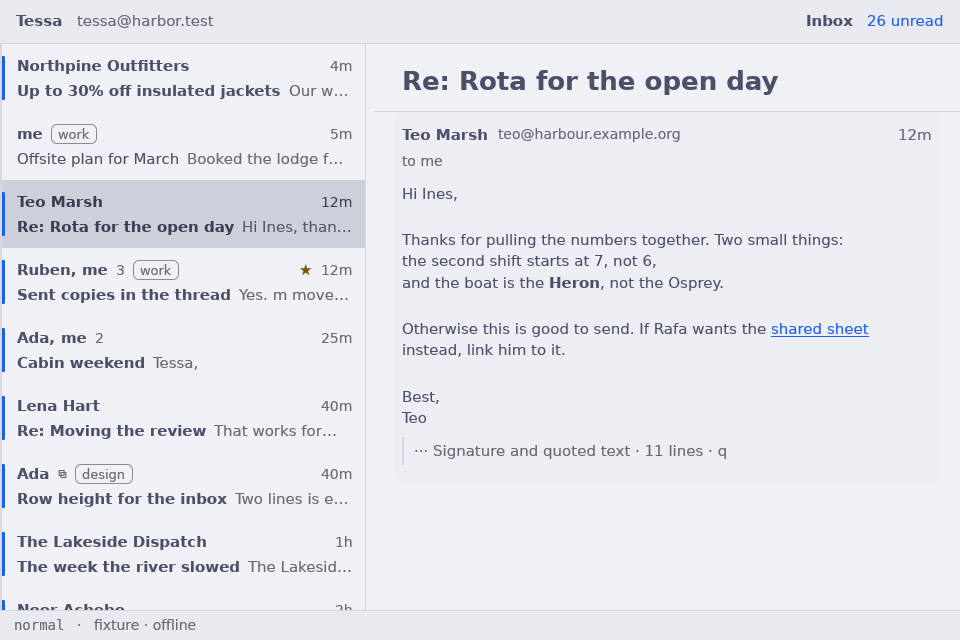 Tessa tessa@harbor.test Inbox 26 unread
Northpine Outfitters 4m
Up to 30% off insulated jackets Our w…
me work 5m
Offsite plan for March Booked the lodge f…
Teo Marsh 12m
Re: Rota for the open day Hi Ines, than…
Ruben, me 3 work ★ 12m
Sent copies in the thread Yes. m move…
Ada, me 2 25m
Cabin weekend Tessa,
Lena Hart 40m
Re: Moving the review That works for…
Ada design 40m
Row height for the inbox Two lines is e…
The Lakeside Dispatch 1h
The week the river slowed The Lakesid…
Re: Rota for the open day
Teo Marsh teo@harbour.example.org 12m
to me
Hi Ines,
Thanks for pulling the numbers together. Two small things:
the second shift starts at 7, not 6,
and the boat is the Heron, not the Osprey.
Otherwise this is good to send. If Rafa wants the shared sheet
instead, link him to it.
Best,
Teo
··· Signature and quoted text · 11 lines · q
normal · fixture · offline